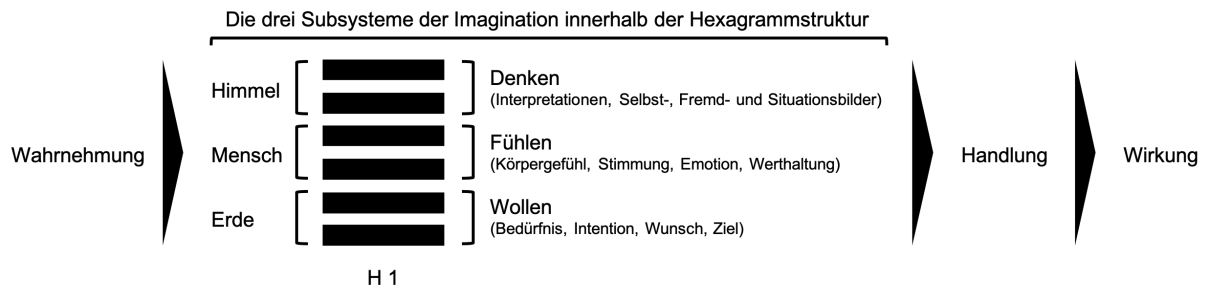 Die drei Subsysteme der Imagination innerhalb der Hexagrammstruktur
Wahrnehmung
Himmel
Denken
(Interpretationen, Selbst-, Fremd- und Situationsbilder)
Mensch
Fühlen
(Körpergefühl, Stimmung, Emotion, Werthaltung)
Erde
Wollen
(Bedürfnis, Intention, Wunsch, Ziel)
H 1
Handlung
Wirkung